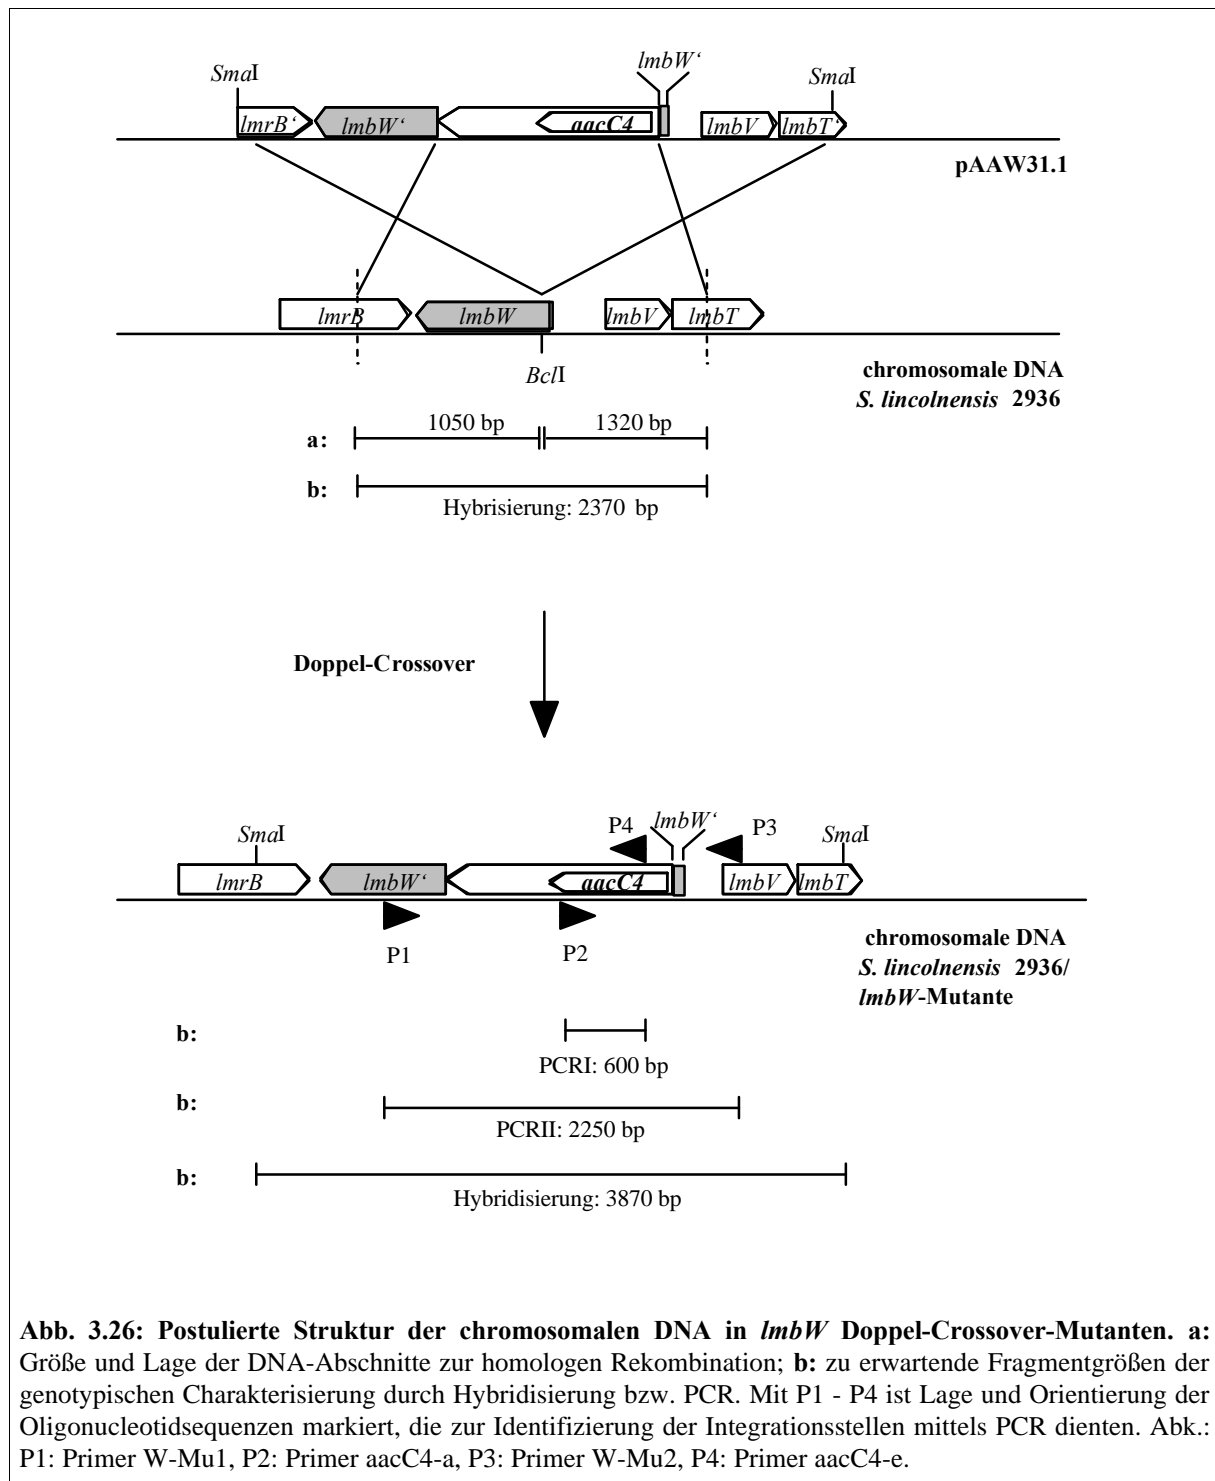 lmbW‘
SmaI SmaI
lmrB‘ lmbW‘ aacC4 lmbV lmbT‘
pAAW31.1
lmrB lmbW lmbV lmbT
BclI
chromosomale DNA
S. lincolnensis 2936
a: 1050 bp 1320 bp
b:
Hybrisierung: 2370 bp
Doppel-Crossover
P4 lmbW‘ P3
SmaI SmaI
lmrB lmbW‘ aacC4 lmbV lmbT
P1 P2
chromosomale DNA
S. lincolnensis 2936/
lmbW-Mutante
b:
PCRI: 600 bp
b:
PCRII: 2250 bp
b:
Hybridisierung: 3870 bp
Abb. 3.26: Postulierte Struktur der chromosomalen DNA in lmbW Doppel-Crossover-Mutanten. a:
Größe und Lage der DNA-Abschnitte zur homologen Rekombination; b: zu erwartende Fragmentgrößen der
genotypischen Charakterisierung durch Hybridisierung bzw. PCR. Mit P1 - P4 ist Lage und Orientierung der
Oligonucleotidsequenzen markiert, die zur Identifizierung der Integrationsstellen mittels PCR dienten. Abk.:
P1: Primer W-Mu1, P2: Primer aacC4-a, P3: Primer W-Mu2, P4: Primer aacC4-e.